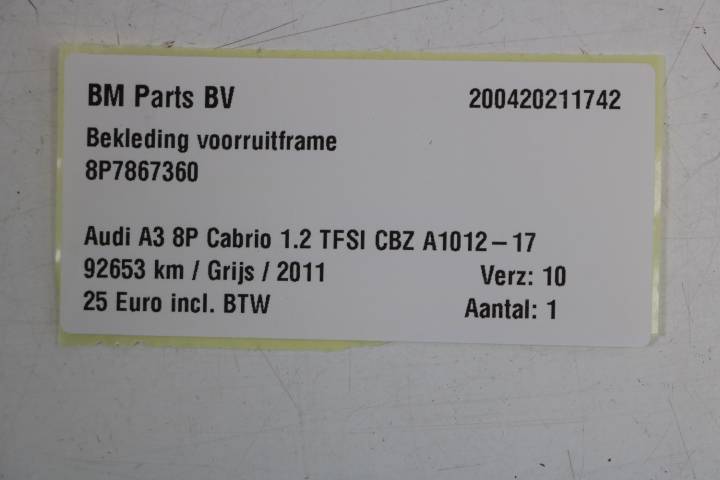 BM Parts BV 200420211742
Bekleding voorruitframe
8P7867360
Audi A3 8P Cabrio 1.2 TFSI CBZ A1012-17
92653 km / Grijs / 2011 Verz: 10
25 Euro incl. BTW Aantal: 1